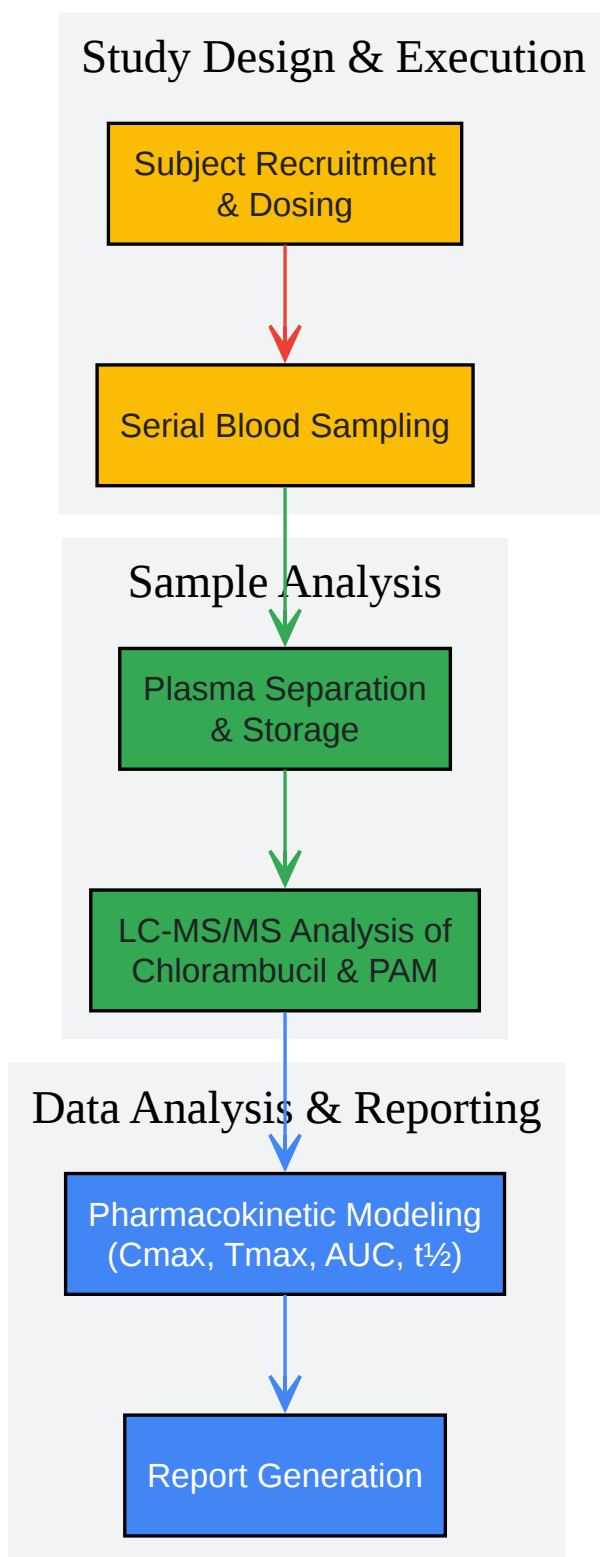 Study Design & Execution
Subject Recruitment
& Dosing
Serial Blood Sampling
Sample Analysis
Plasma Separation
& Storage
LC-MS/MS Analysis of
Chlorambucil & PAM
Data Analysis & Reporting
Pharmacokinetic Modeling
(Cmax, Tmax, AUC, t½)
Report Generation